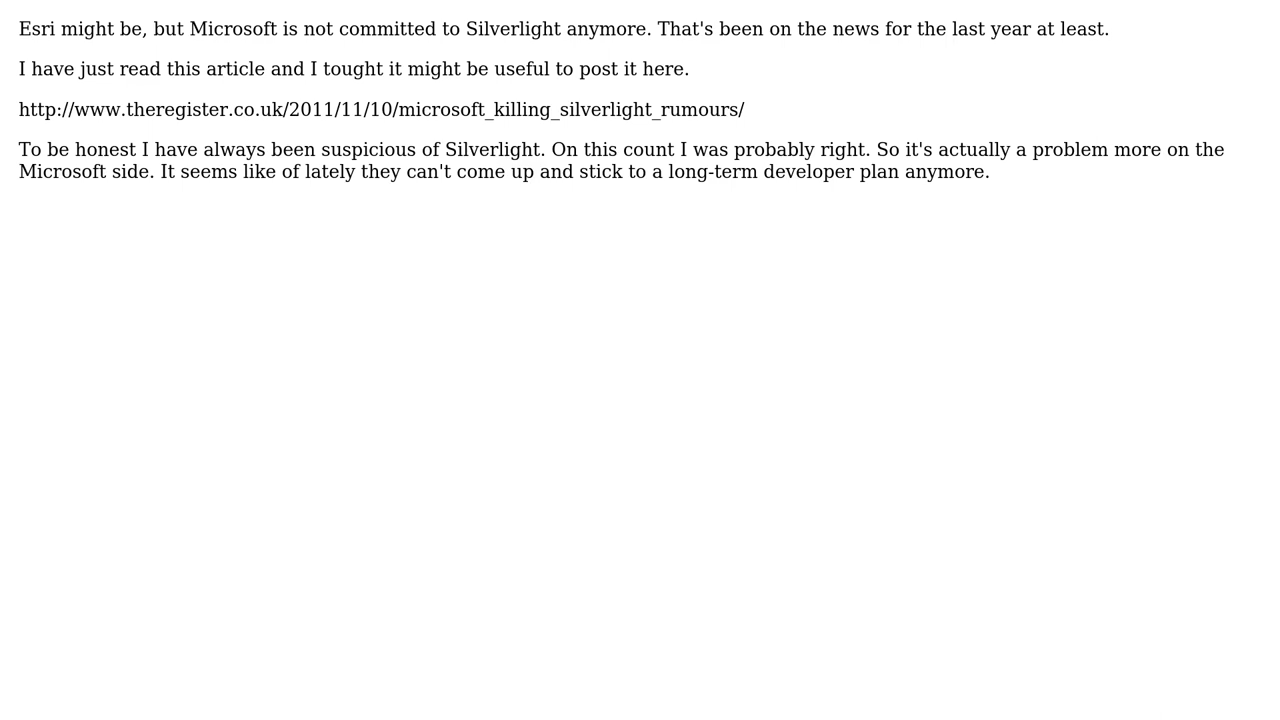 Esri might be, but Microsoft is not committed to Silverlight anymore. That's been on the news for the last year at least.
I have just read this article and I tought it might be useful to post it here.
http://www.theregister.co.uk/2011/11/10/microsoft_killing_silverlight_rumours/
To be honest I have always been suspicious of Silverlight. On this count I was probably right. So it's actually a problem more on the
Microsoft side. It seems like of lately they can't come up and stick to a long-term developer plan anymore.